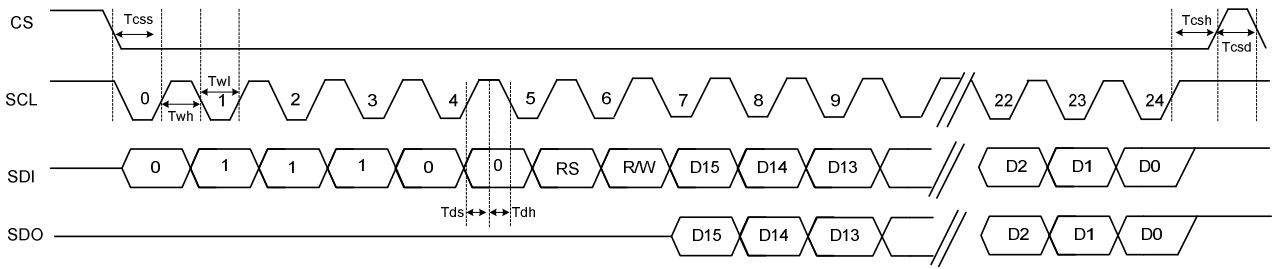 CS Tcss Tcsh Tcsd
SCL 0 Twh Twl 1 2 3 4 5 6 7 8 9 22 23 24
SDI 0 1 1 1 0 0 RS R/W D15 D14 D13 D2 D1 D0
Tds Tdh
SDO D15 D14 D13 D2 D1 D0